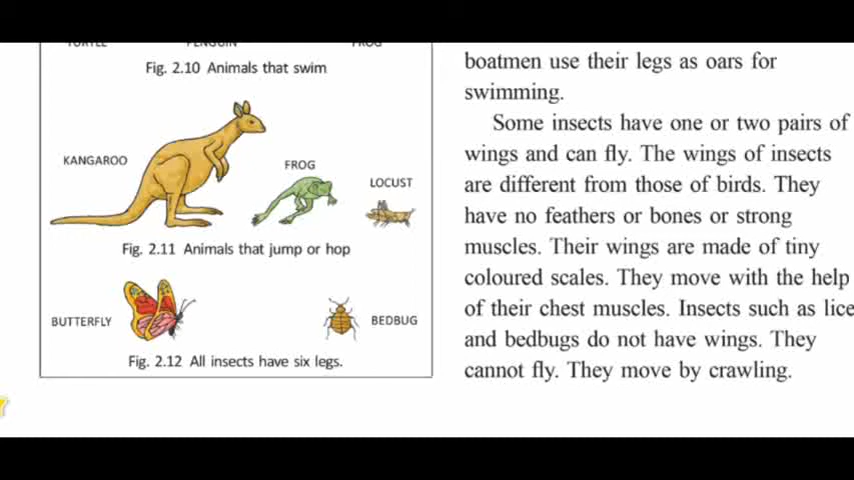 TURTLE PENGUIN FROG
Fig. 2.10 Animals that swim
KANGAROO
FROG
LOCUST
Fig. 2.11 Animals that jump or hop
BUTTERFLY
BEDBUG
Fig. 2.12 All insects have six legs.
boatmen use their legs as oars for
swimming.
Some insects have one or two pairs of
wings and can fly. The wings of insects
are different from those of birds. They
have no feathers or bones or strong
muscles. Their wings are made of tiny
coloured scales. They move with the help
of their chest muscles. Insects such as lice
and bedbugs do not have wings. They
cannot fly. They move by crawling.